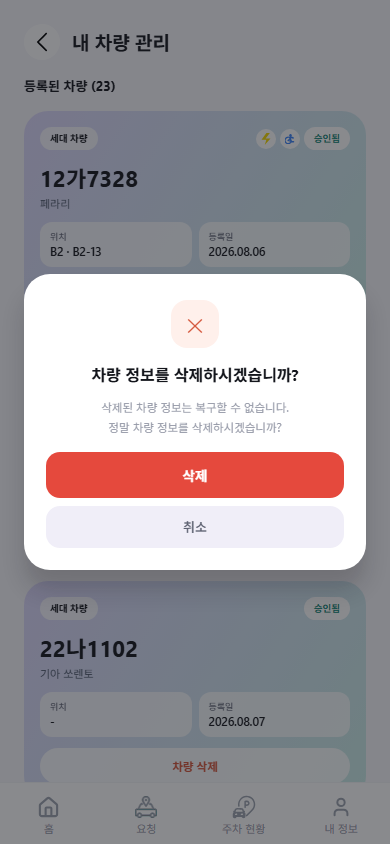 내 차량 관리
등록된 차량 (23)
세대 차량
승인됨
12가7328
페라리
위치
등록일
B2 · B2-13
2026.08.06
차량 정보를 삭제하시겠습니까?
삭제된 차량 정보는 복구할 수 없습니다.
정말 차량 정보를 삭제하시겠습니까?
삭제
취소
세대 차량
승인됨
22나1102
기아 쏘렌토
위치
등록일
-
2026.08.07
차량 삭제
홈
요청
주차 현황
내 정보